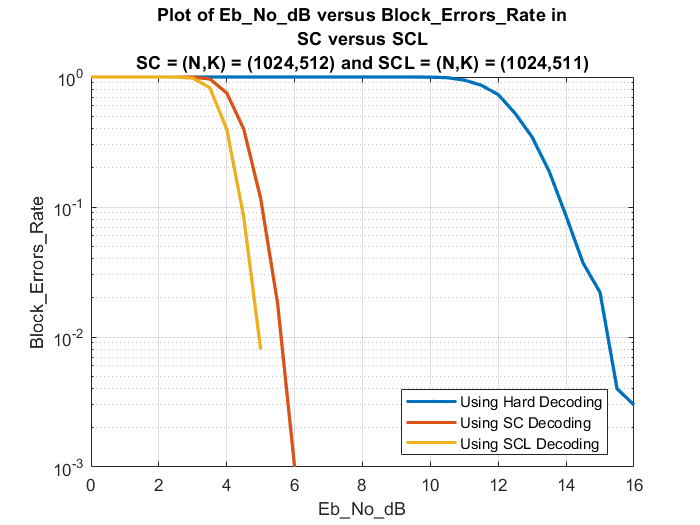 Plot of Eb_No_dB versus Block_Errors_Rate in
SC versus SCL
SC = (N,K) = (1024,512) and SCL = (N,K) = (1024,511)
Block_Errors_Rate
10^0
10^-1
10^-2
10^-3
Using Hard Decoding
Using SC Decoding
Using SCL Decoding
0 2 4 6 8 10 12 14 16
Eb_No_dB